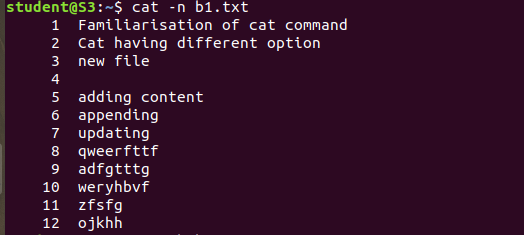 student@S3:~$ cat -n b1.txt
1 Familiarisation of cat command
2 Cat having different option
3 new file
4
5 adding content
6 appending
7 updating
8 qweerfttf
9 adfgtttg
10 weryhbvf
11 zfsfg
12 ojkhh